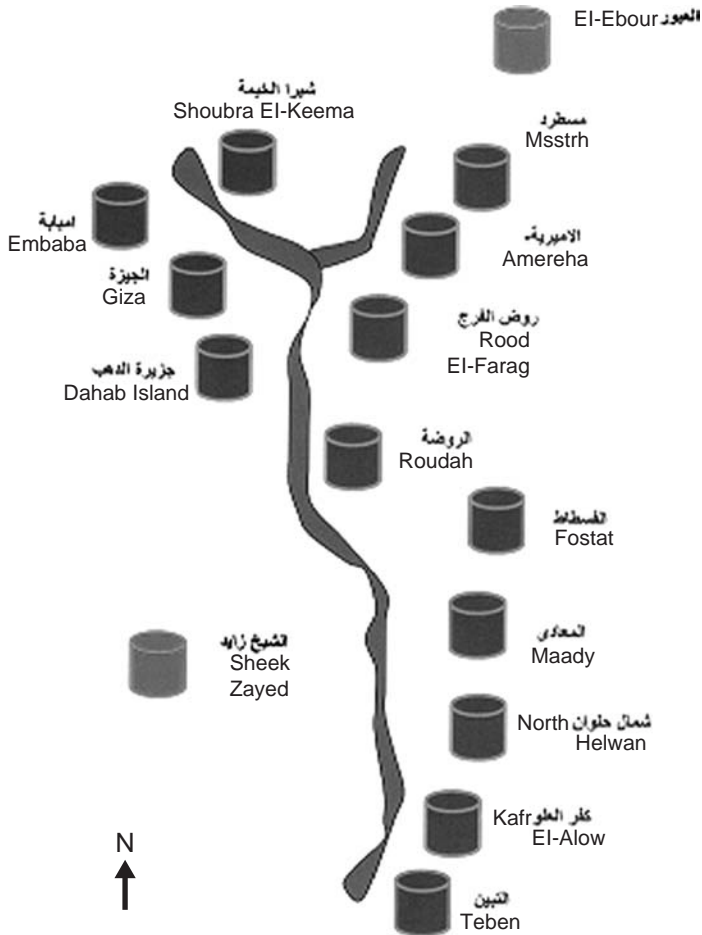 El-Ebour العبور
شبرا الخيمة
Shoubra El-Keema
مسطرد
Msstrh
امبابة
Embaba
الاميرية-
Amereha
الجيزة
Giza
روض الفرج
Rood
El-Farag
جزيرة الدهب
Dahab Island
الروضة
Roudah
الفسطاط
Fostat
المعادى
Maady
الشيخ زايد
Sheek
Zayed
North شمال حلوان
Helwan
Kafr كفر العلو
El-Alow
N
التبين
Teben